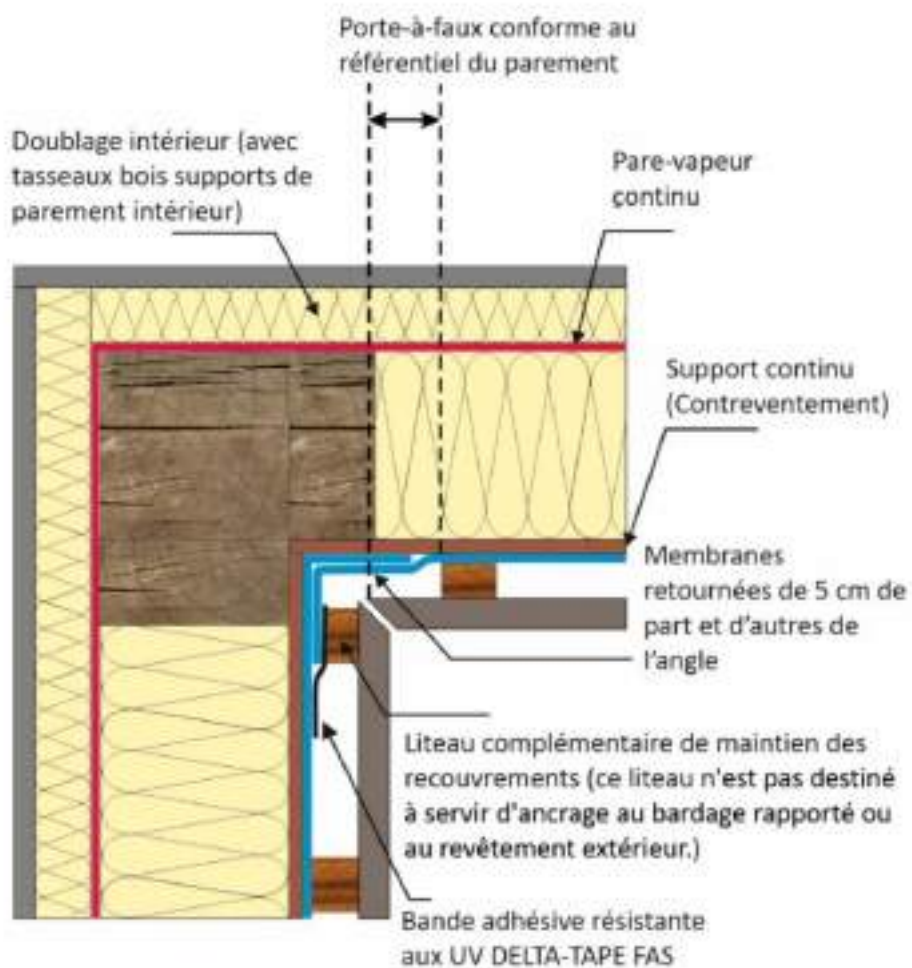 Porte-à-faux conforme au
référentiel du parement
Doublage intérieur (avec
tasseaux bois supports de
parement intérieur)
Pare-vapeur
continu
Support continu
(Contreventement)
Membranes
retournées de 5 cm de
part et d'autres de
l'angle
Liteau complémentaire de maintien des
recouvrements (ce liteau n'est pas destiné
à servir d'ancrage au bardage rapporté ou
au revêtement extérieur.)
Bande adhésive résistante
aux UV DELTA-TAPE FAS